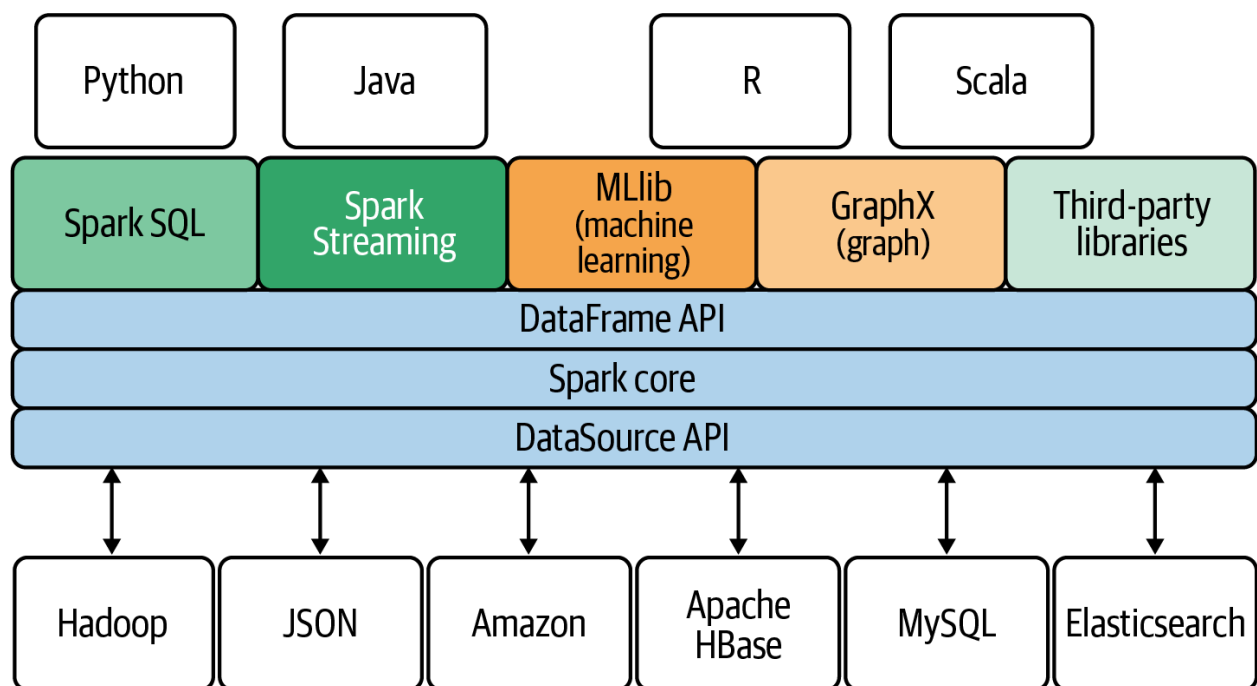 Python
Java
R
Scala
Spark SQL
Spark
Streaming
MLlib
(machine
learning)
GraphX
(graph)
Third-party
libraries
DataFrame API
Spark core
DataSource API
Hadoop
JSON
Amazon
Apache
HBase
MySQL
Elasticsearch